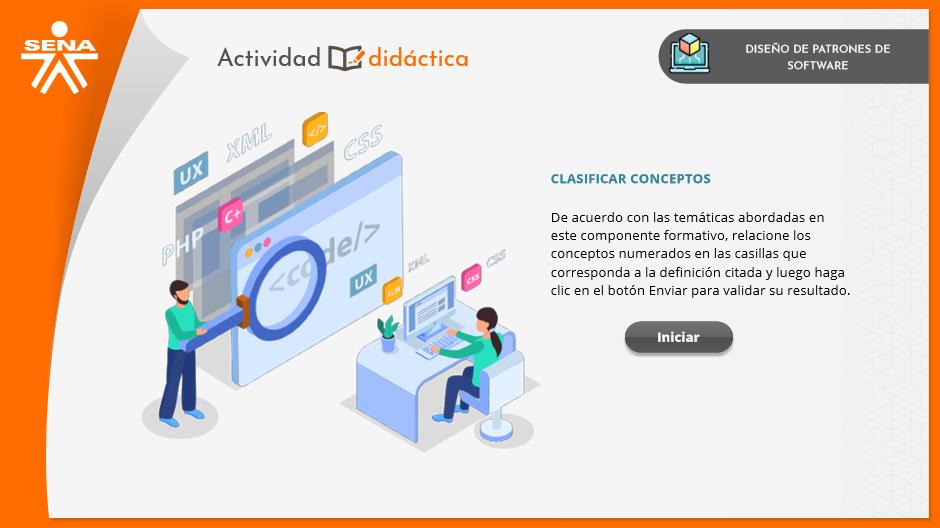 SENA
Actividad didáctica
DISEÑO DE PATRONES DE
SOFTWARE
XML
</>
CSS
UX
C+
PHP
<code/>
UX
XML
CSS
CSS
CLASIFICAR CONCEPTOS
De acuerdo con las temáticas abordadas en
este componente formativo, relacione los
conceptos numerados en las casillas que
corresponda a la definición citada y luego haga
clic en el botón Enviar para validar su resultado.
Iniciar